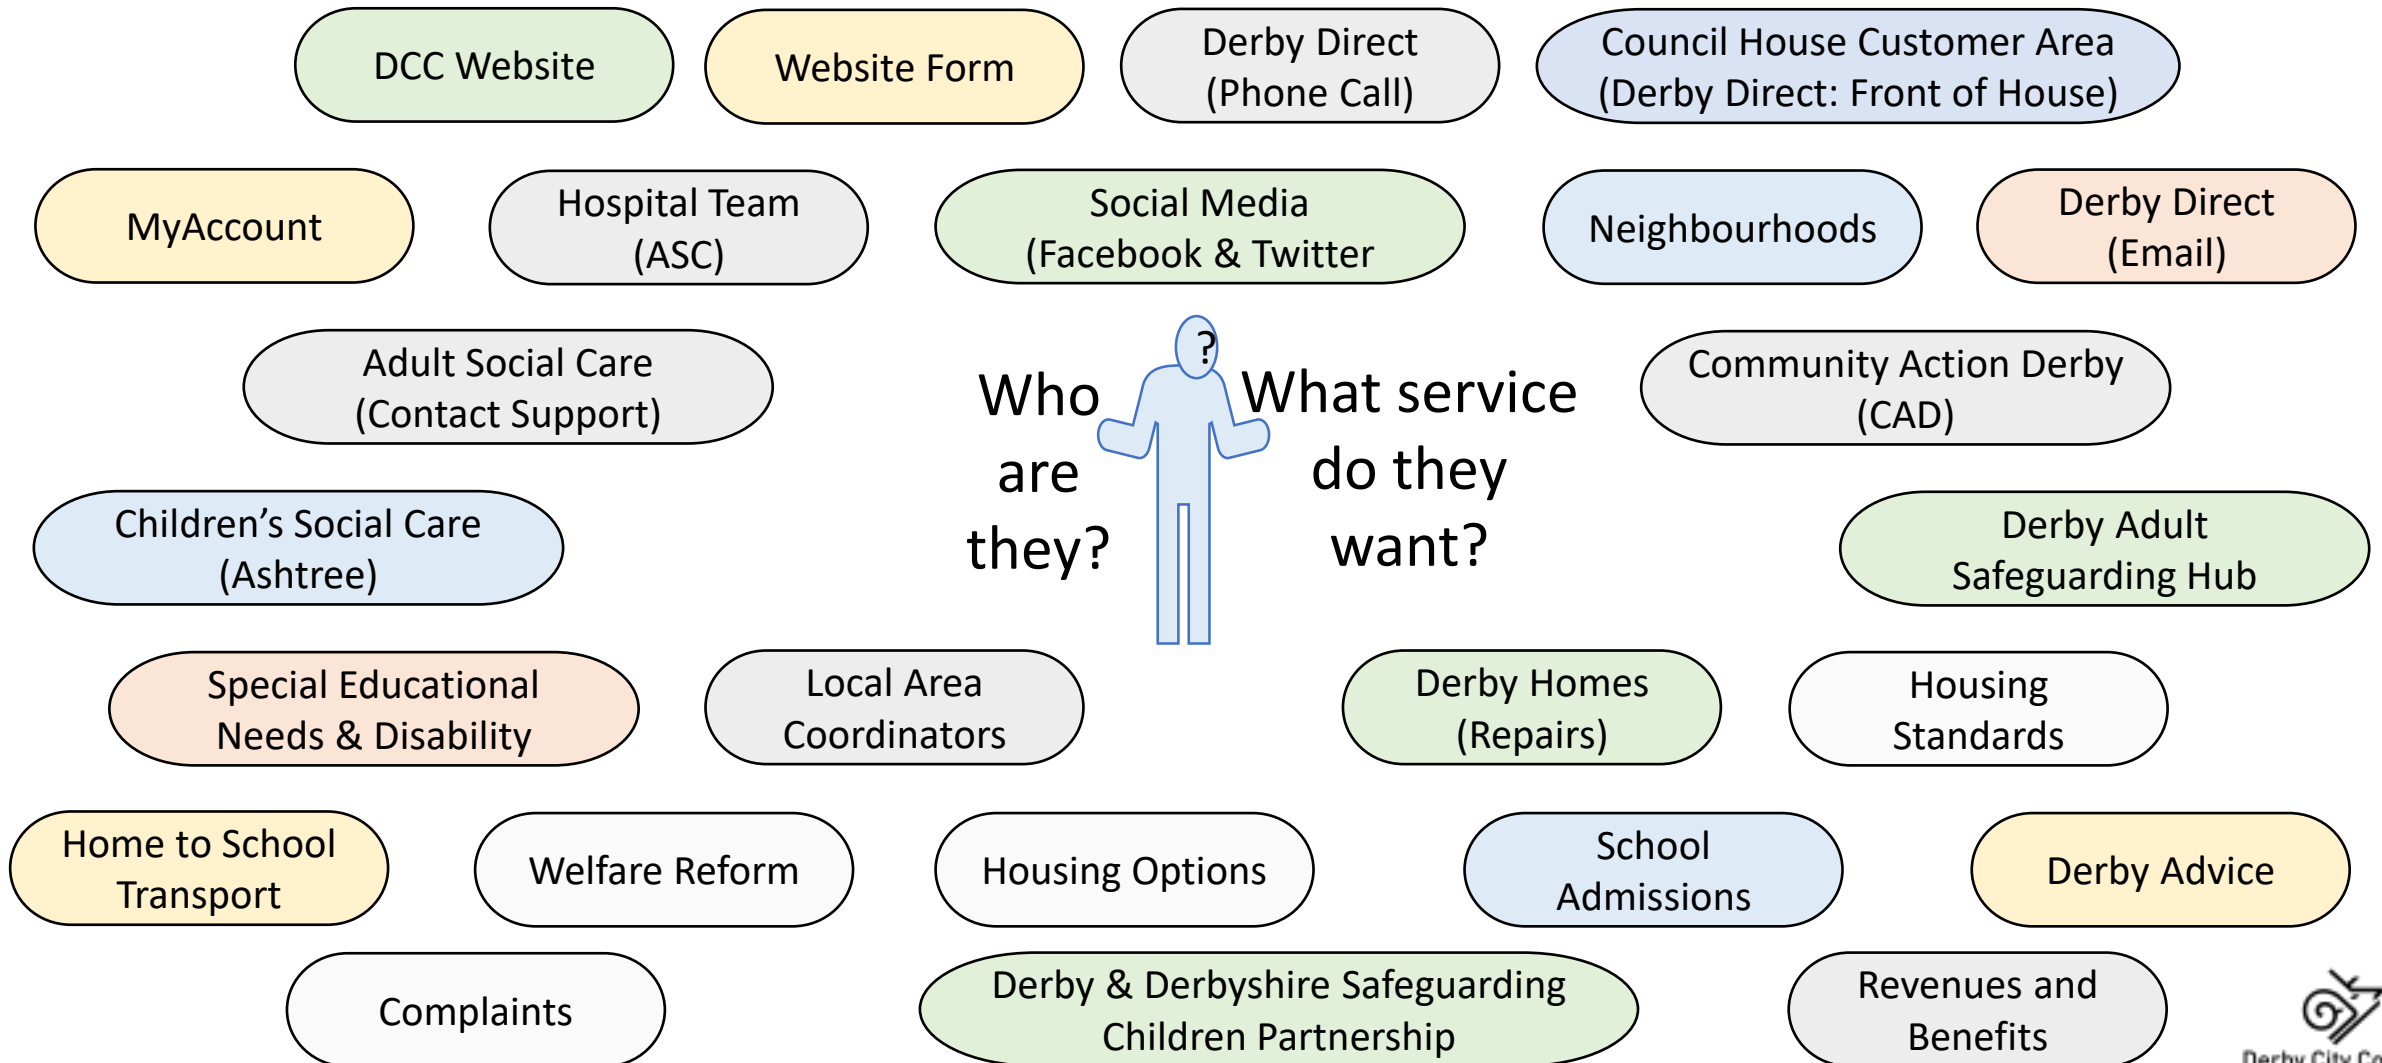 DCC Website
Website Form
Derby Direct
(Phone Call)
Council House Customer Area
(Derby Direct: Front of House)
MyAccount
Hospital Team
(ASC)
Social Media
(Facebook & Twitter
Neighbourhoods
Derby Direct
(Email)
Adult Social Care
(Contact Support)
Who
are
they?
?
What service
do they
want?
Community Action Derby
(CAD)
Children’s Social Care
(Ashtree)
Derby Adult
Safeguarding Hub
Special Educational
Needs & Disability
Local Area
Coordinators
Derby Homes
(Repairs)
Housing
Standards
Home to School
Transport
Welfare Reform
Housing Options
School
Admissions
Derby Advice
Complaints
Derby & Derbyshire Safeguarding
Children Partnership
Revenues and
Benefits
Derby City Co